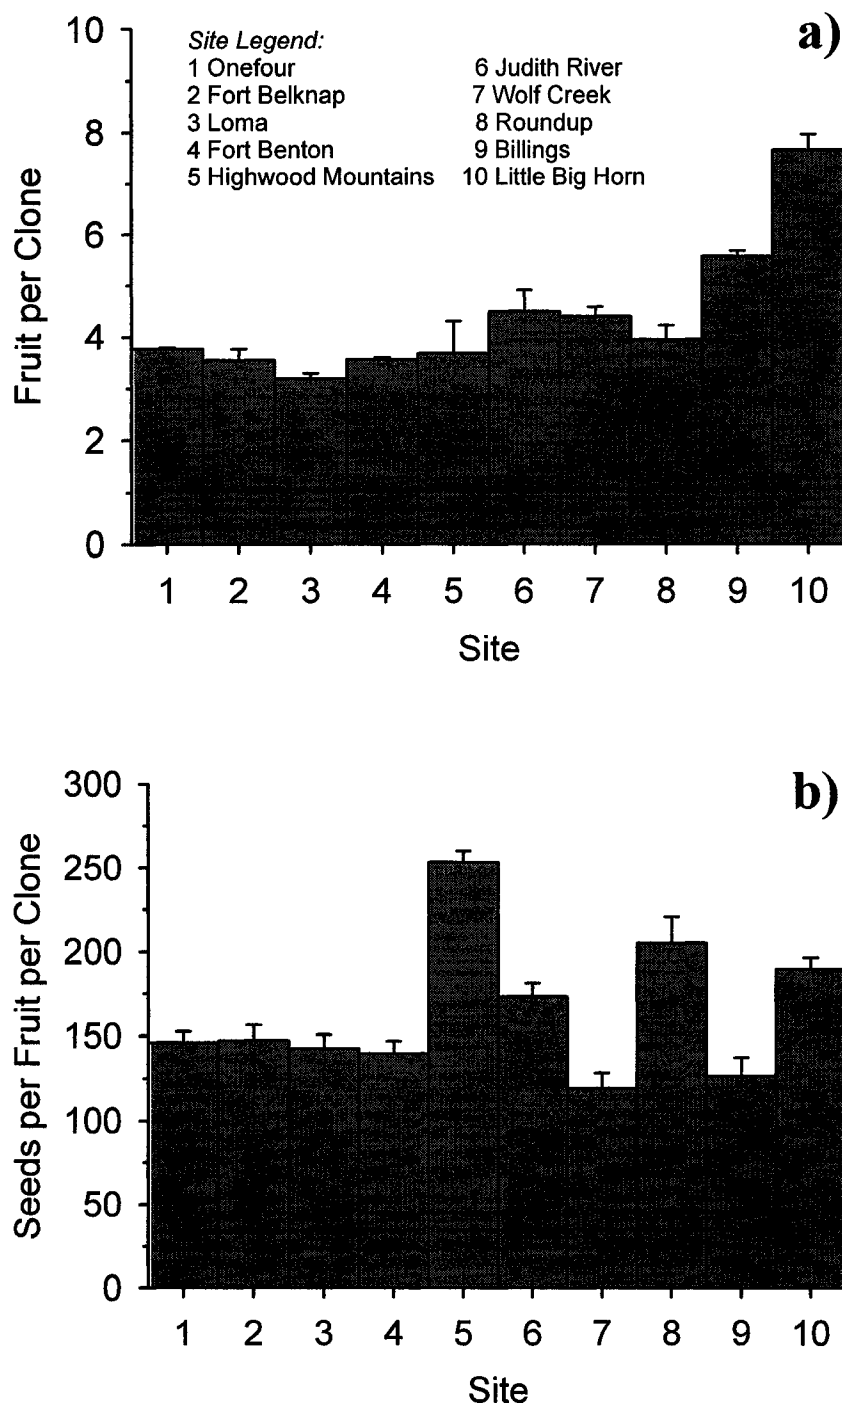 a)
Site Legend:
1 Onefour
2 Fort Belknap
3 Loma
4 Fort Benton
5 Highwood Mountains
6 Judith River
7 Wolf Creek
8 Roundup
9 Billings
10 Little Big Horn
Fruit per Clone
10
8
6
4
2
0
1 2 3 4 5 6 7 8 9 10
Site
b)
Seeds per Fruit per Clone
300
250
200
150
100
50
0
1 2 3 4 5 6 7 8 9 10
Site